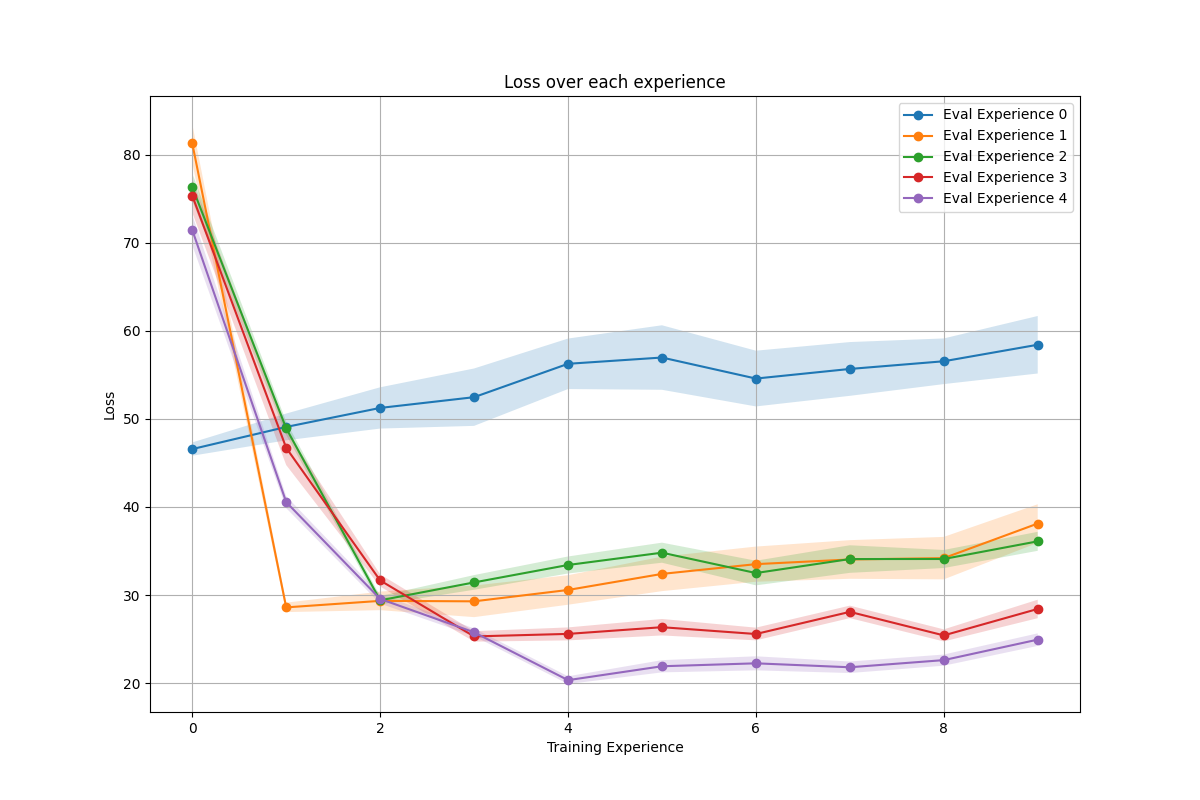 Loss over each experience
Eval Experience 0
Eval Experience 1
Eval Experience 2
Eval Experience 3
Eval Experience 4
80
70
60
50
40
30
20
Loss
0 2 4 6 8
Training Experience